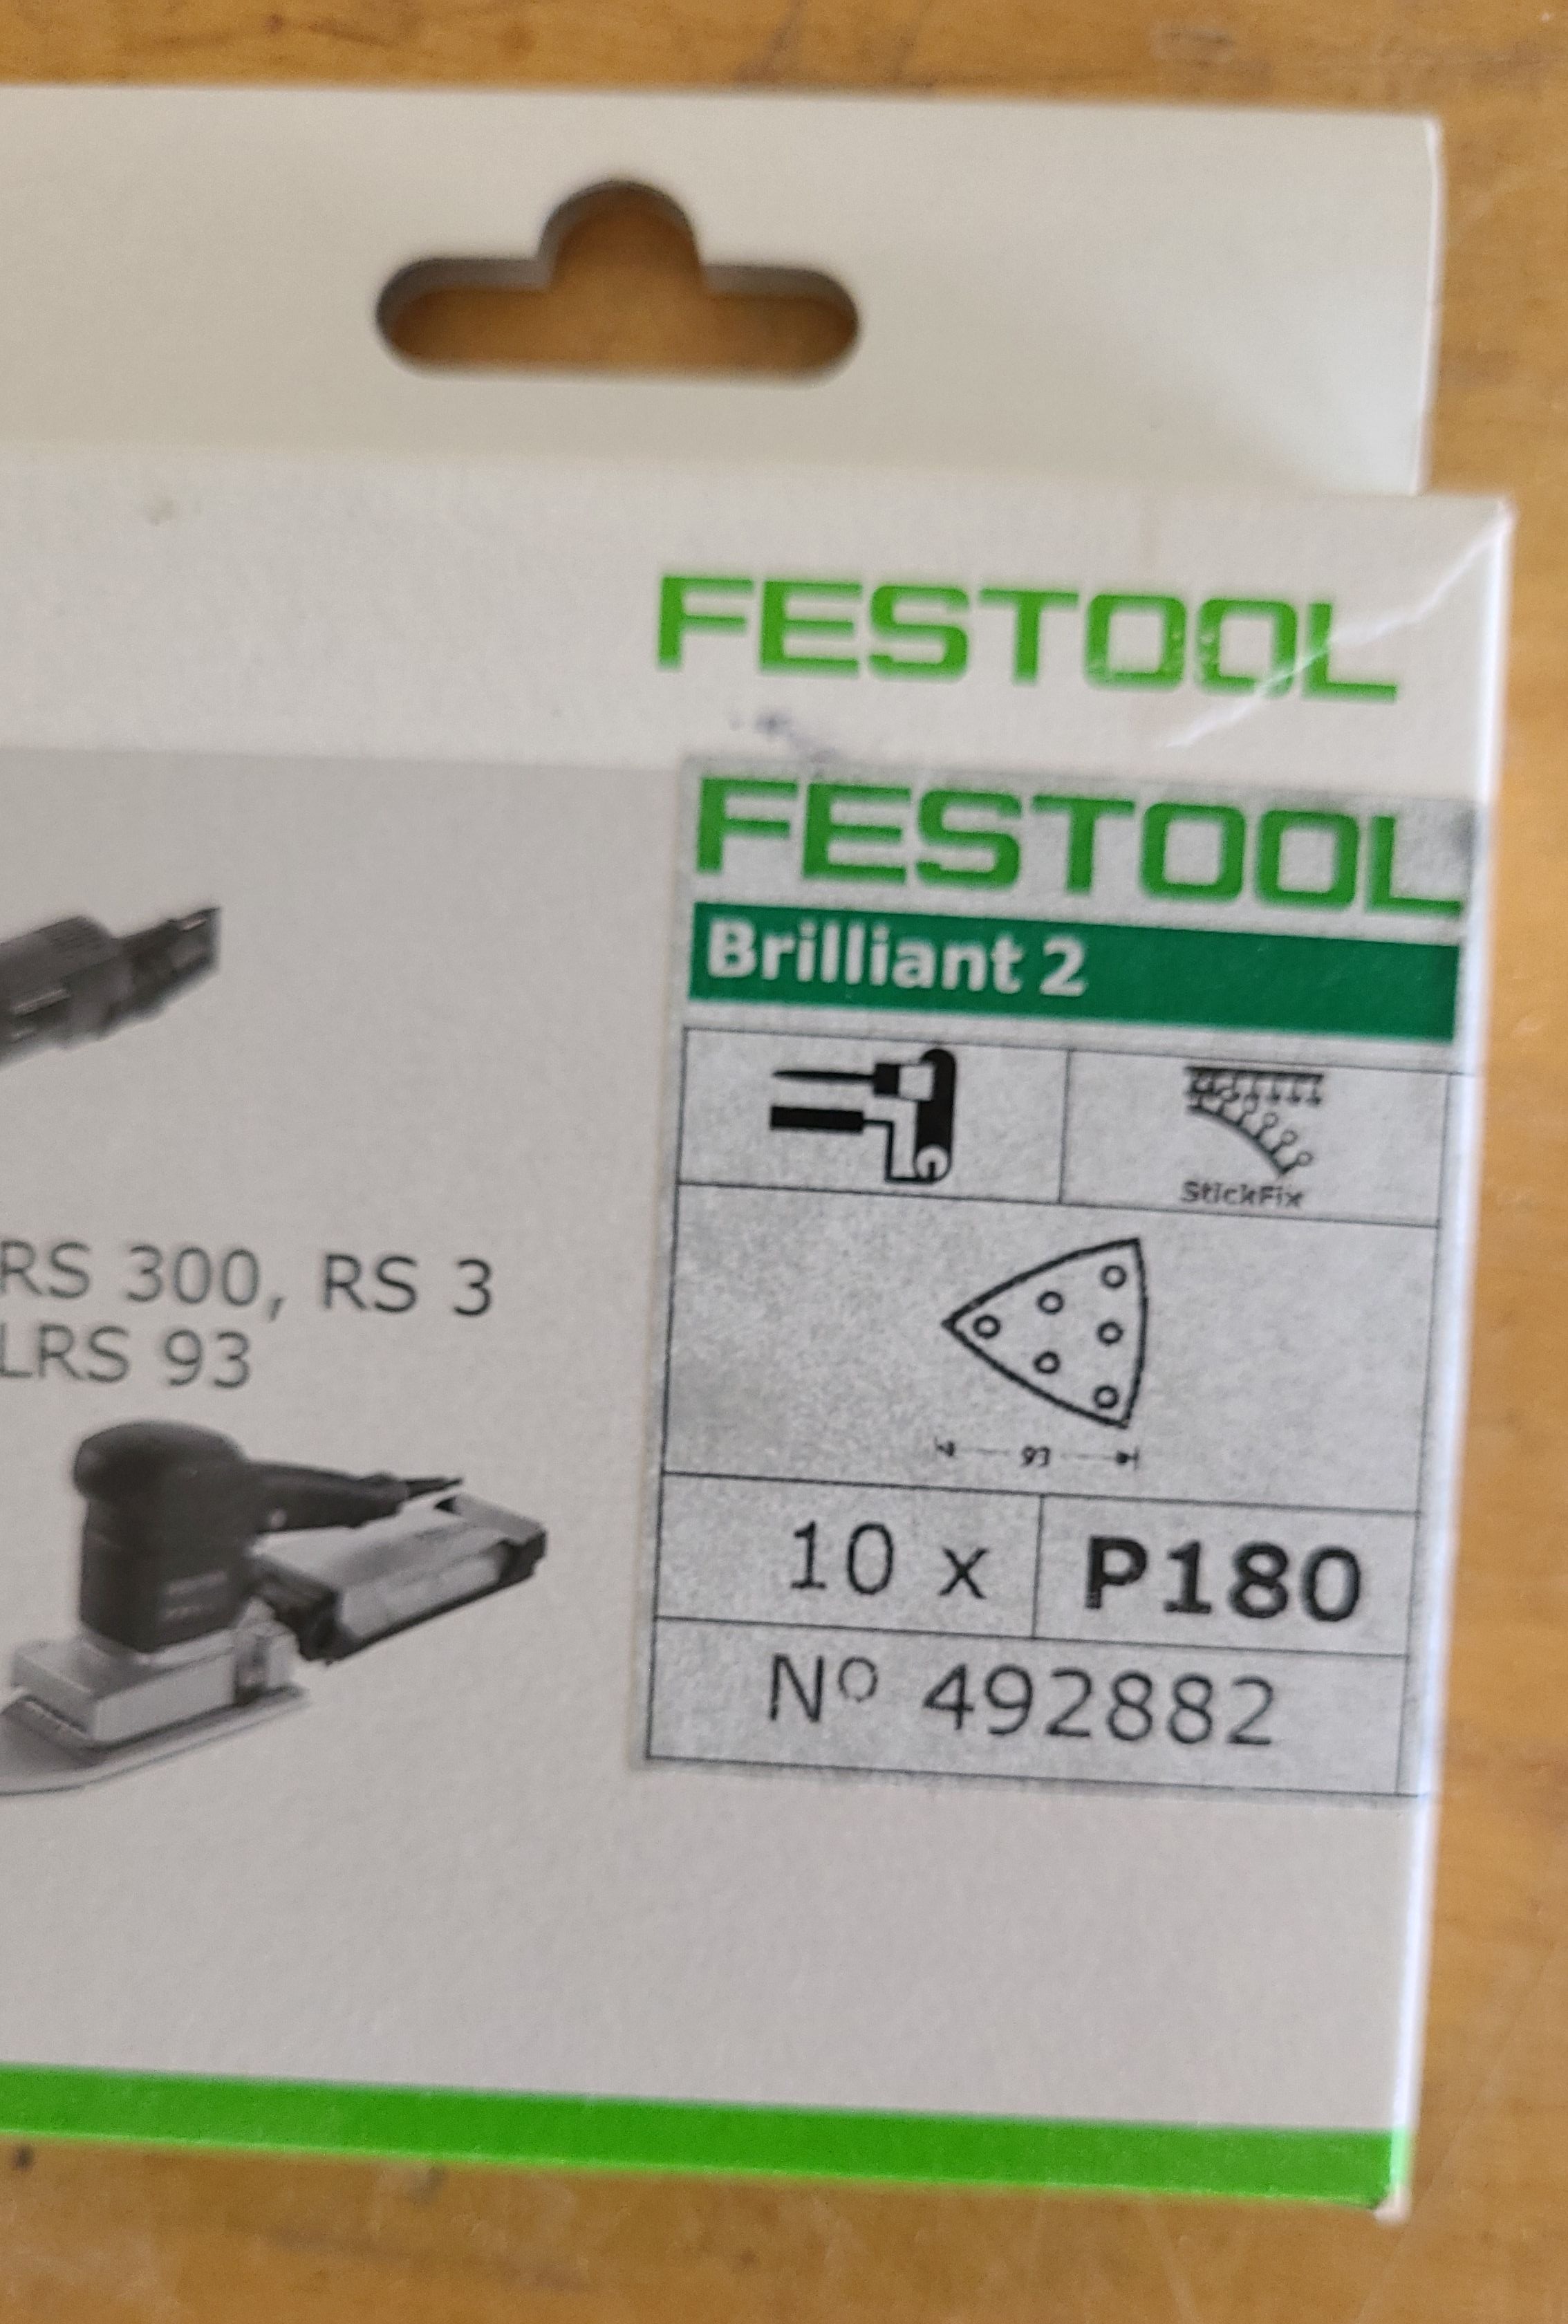 FESTOOL
FESTOOL
Brilliant 2
StickFix
RS 300, RS 3
LRS 93
93
10 x P180
Nº 492882